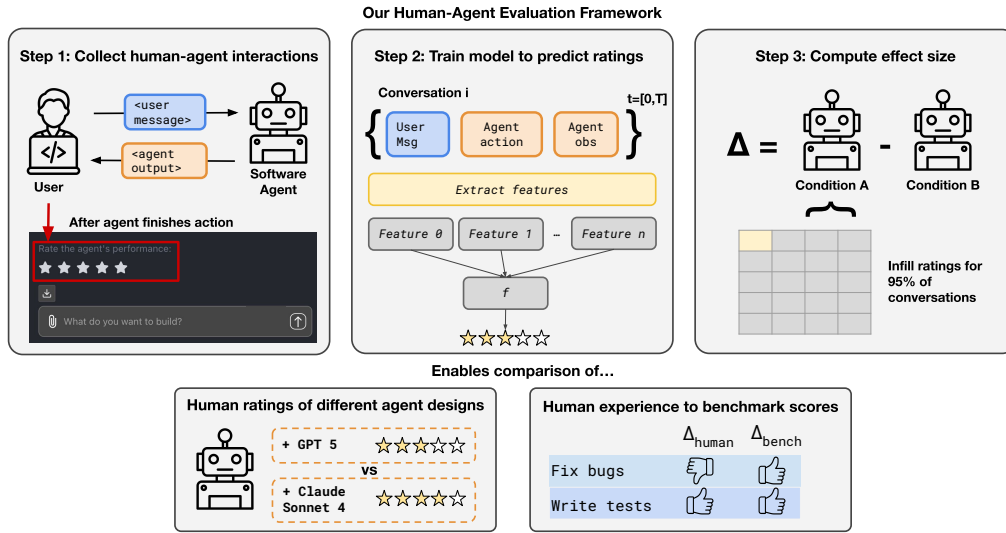 Our Human-Agent Evaluation Framework
Step 1: Collect human-agent interactions
<user
message>
<agent
output>
User
Software
Agent
After agent finishes action
Rate the agent's performance:
What do you want to build?
Step 2: Train model to predict ratings
Conversation i
t=[0,T]
{
User
Msg
Agent
action
Agent
obs
}
Extract features
Feature 0
Feature 1
…
Feature n
f
Step 3: Compute effect size
Δ =
-
Condition A
Condition B
Infill ratings for
95% of
conversations
Enables comparison of…
Human ratings of different agent designs
+ GPT 5
vs
+ Claude
Sonnet 4
Human experience to benchmark scores
Δhuman
Δbench
Fix bugs
Write tests